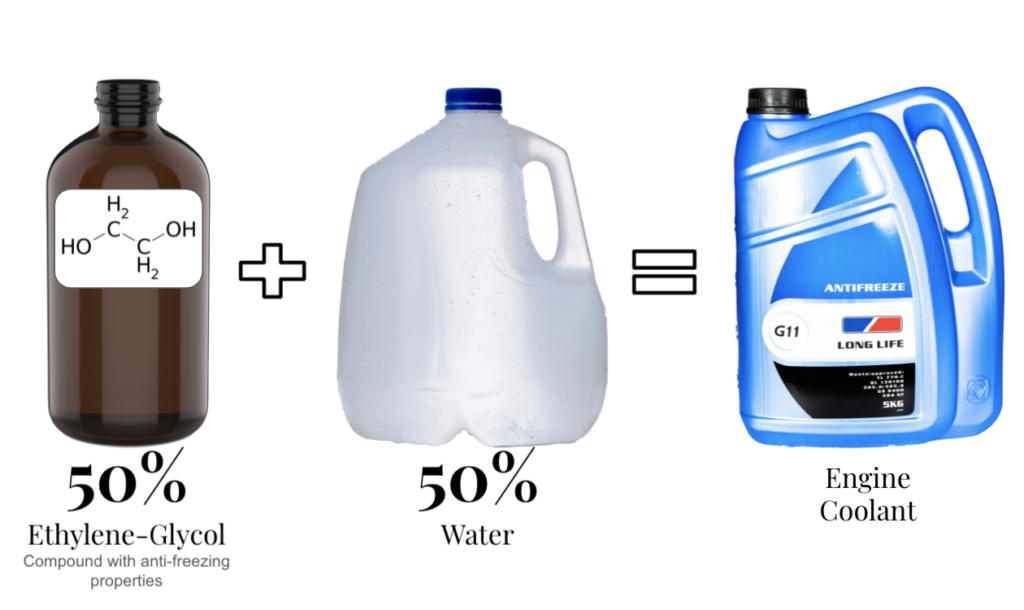 H2
HO C OH
C
H2
ANTIFREEZE
G11
LONG LIFE
5KG
50%
50%
Engine
Coolant
Ethylene-Glycol
Water
Compound with anti-freezing
properties